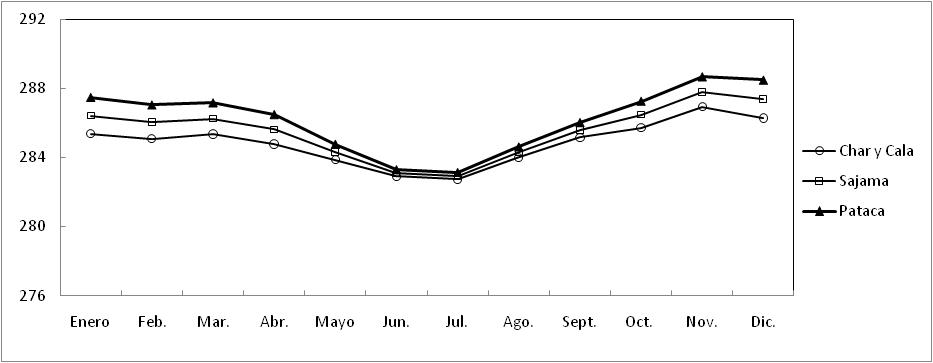 292
288
284
280
276
Enero Feb. Mar. Abr. Mayo Jun. Jul. Ago. Sept. Oct. Nov. Dic.
Char y Cala
Sajama
Pataca